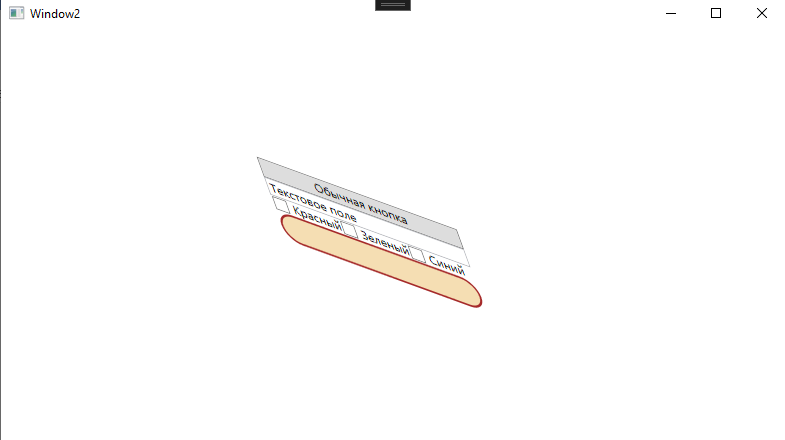 Window2
Обычная кнопка
Текстовое поле
Красный Зеленый Синий